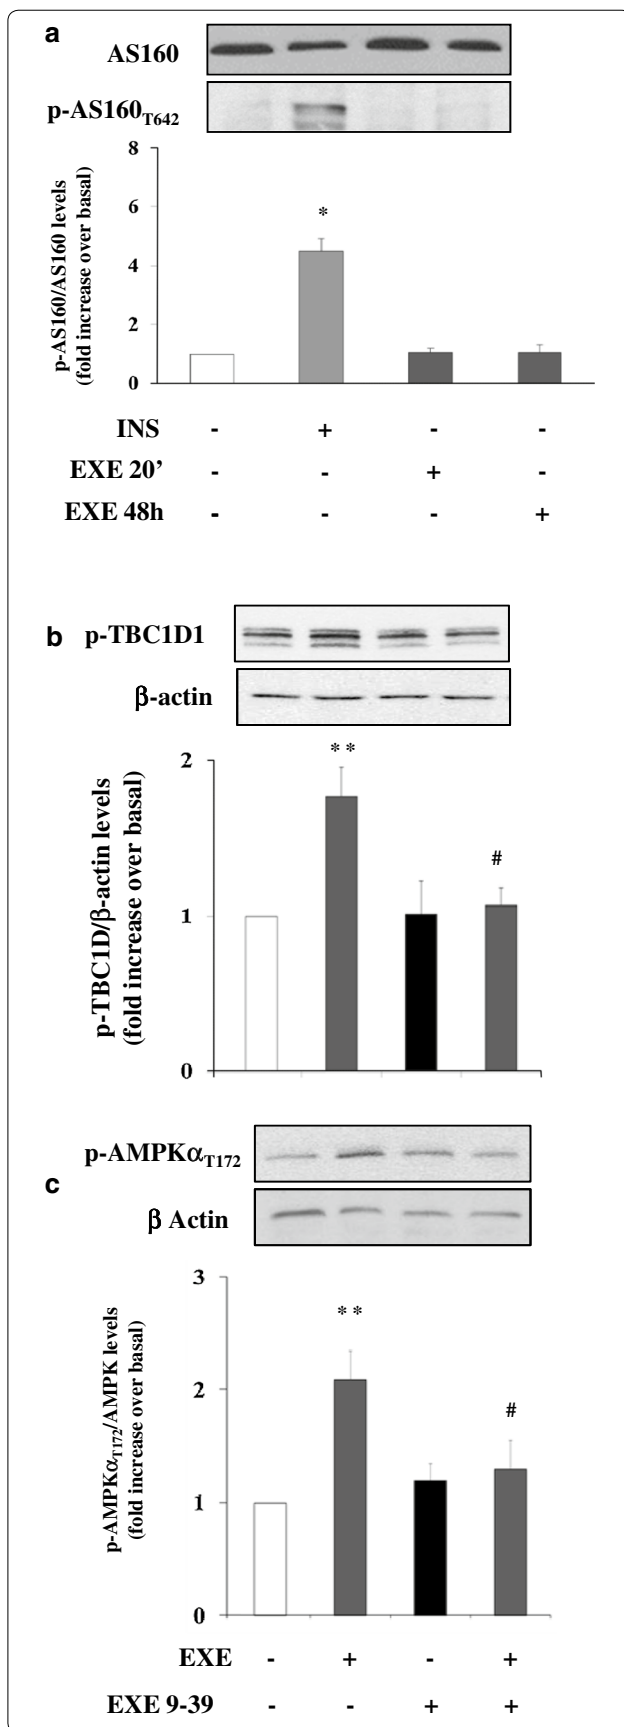 a
AS160
p-AS160T642
p-AS160/AS160 levels
(fold increase over basal)
8
6
4
2
0
*
INS - + - -
EXE 20’ - - + -
EXE 48h - - - +
b
p-TBC1D1
β-actin
p-TBC1D/β-actin levels
(fold increase over basal)
2
1
0
**
#
c
p-AMPKαT172
β Actin
p-AMPKαT172/AMPK levels
(fold increase over basal)
3
2
1
0
**
#
EXE - + - +
EXE 9-39 - - + +